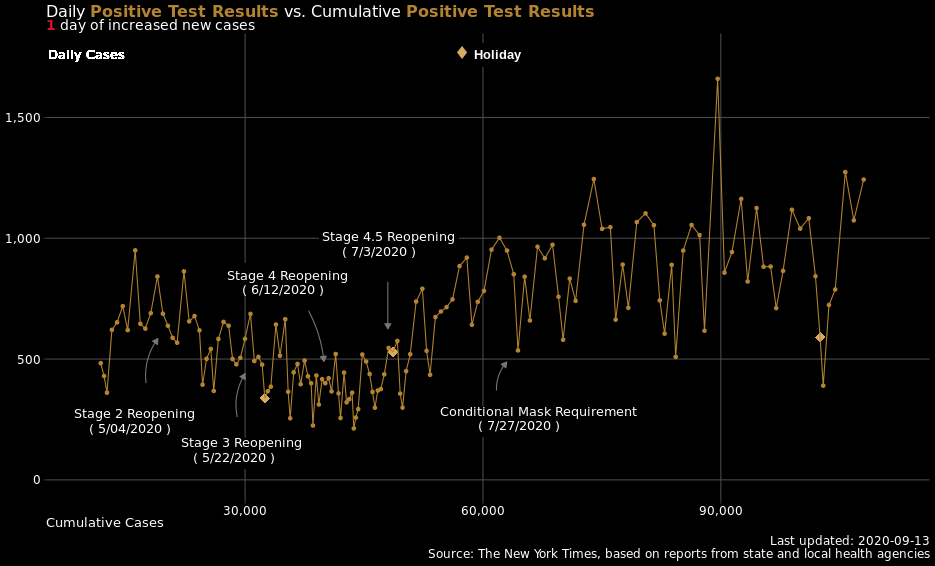 Daily Positive Test Results vs. Cumulative Positive Test Results
1 day of increased new cases
Daily Cases
Holiday
1,500
1,000
500
0
Stage 4.5 Reopening
( 7/3/2020 )
Stage 4 Reopening
( 6/12/2020 )
Stage 2 Reopening
( 5/04/2020 )
Stage 3 Reopening
( 5/22/2020 )
Conditional Mask Requirement
( 7/27/2020 )
30,000
60,000
90,000
Cumulative Cases
Last updated: 2020-09-13
Source: The New York Times, based on reports from state and local health agencies